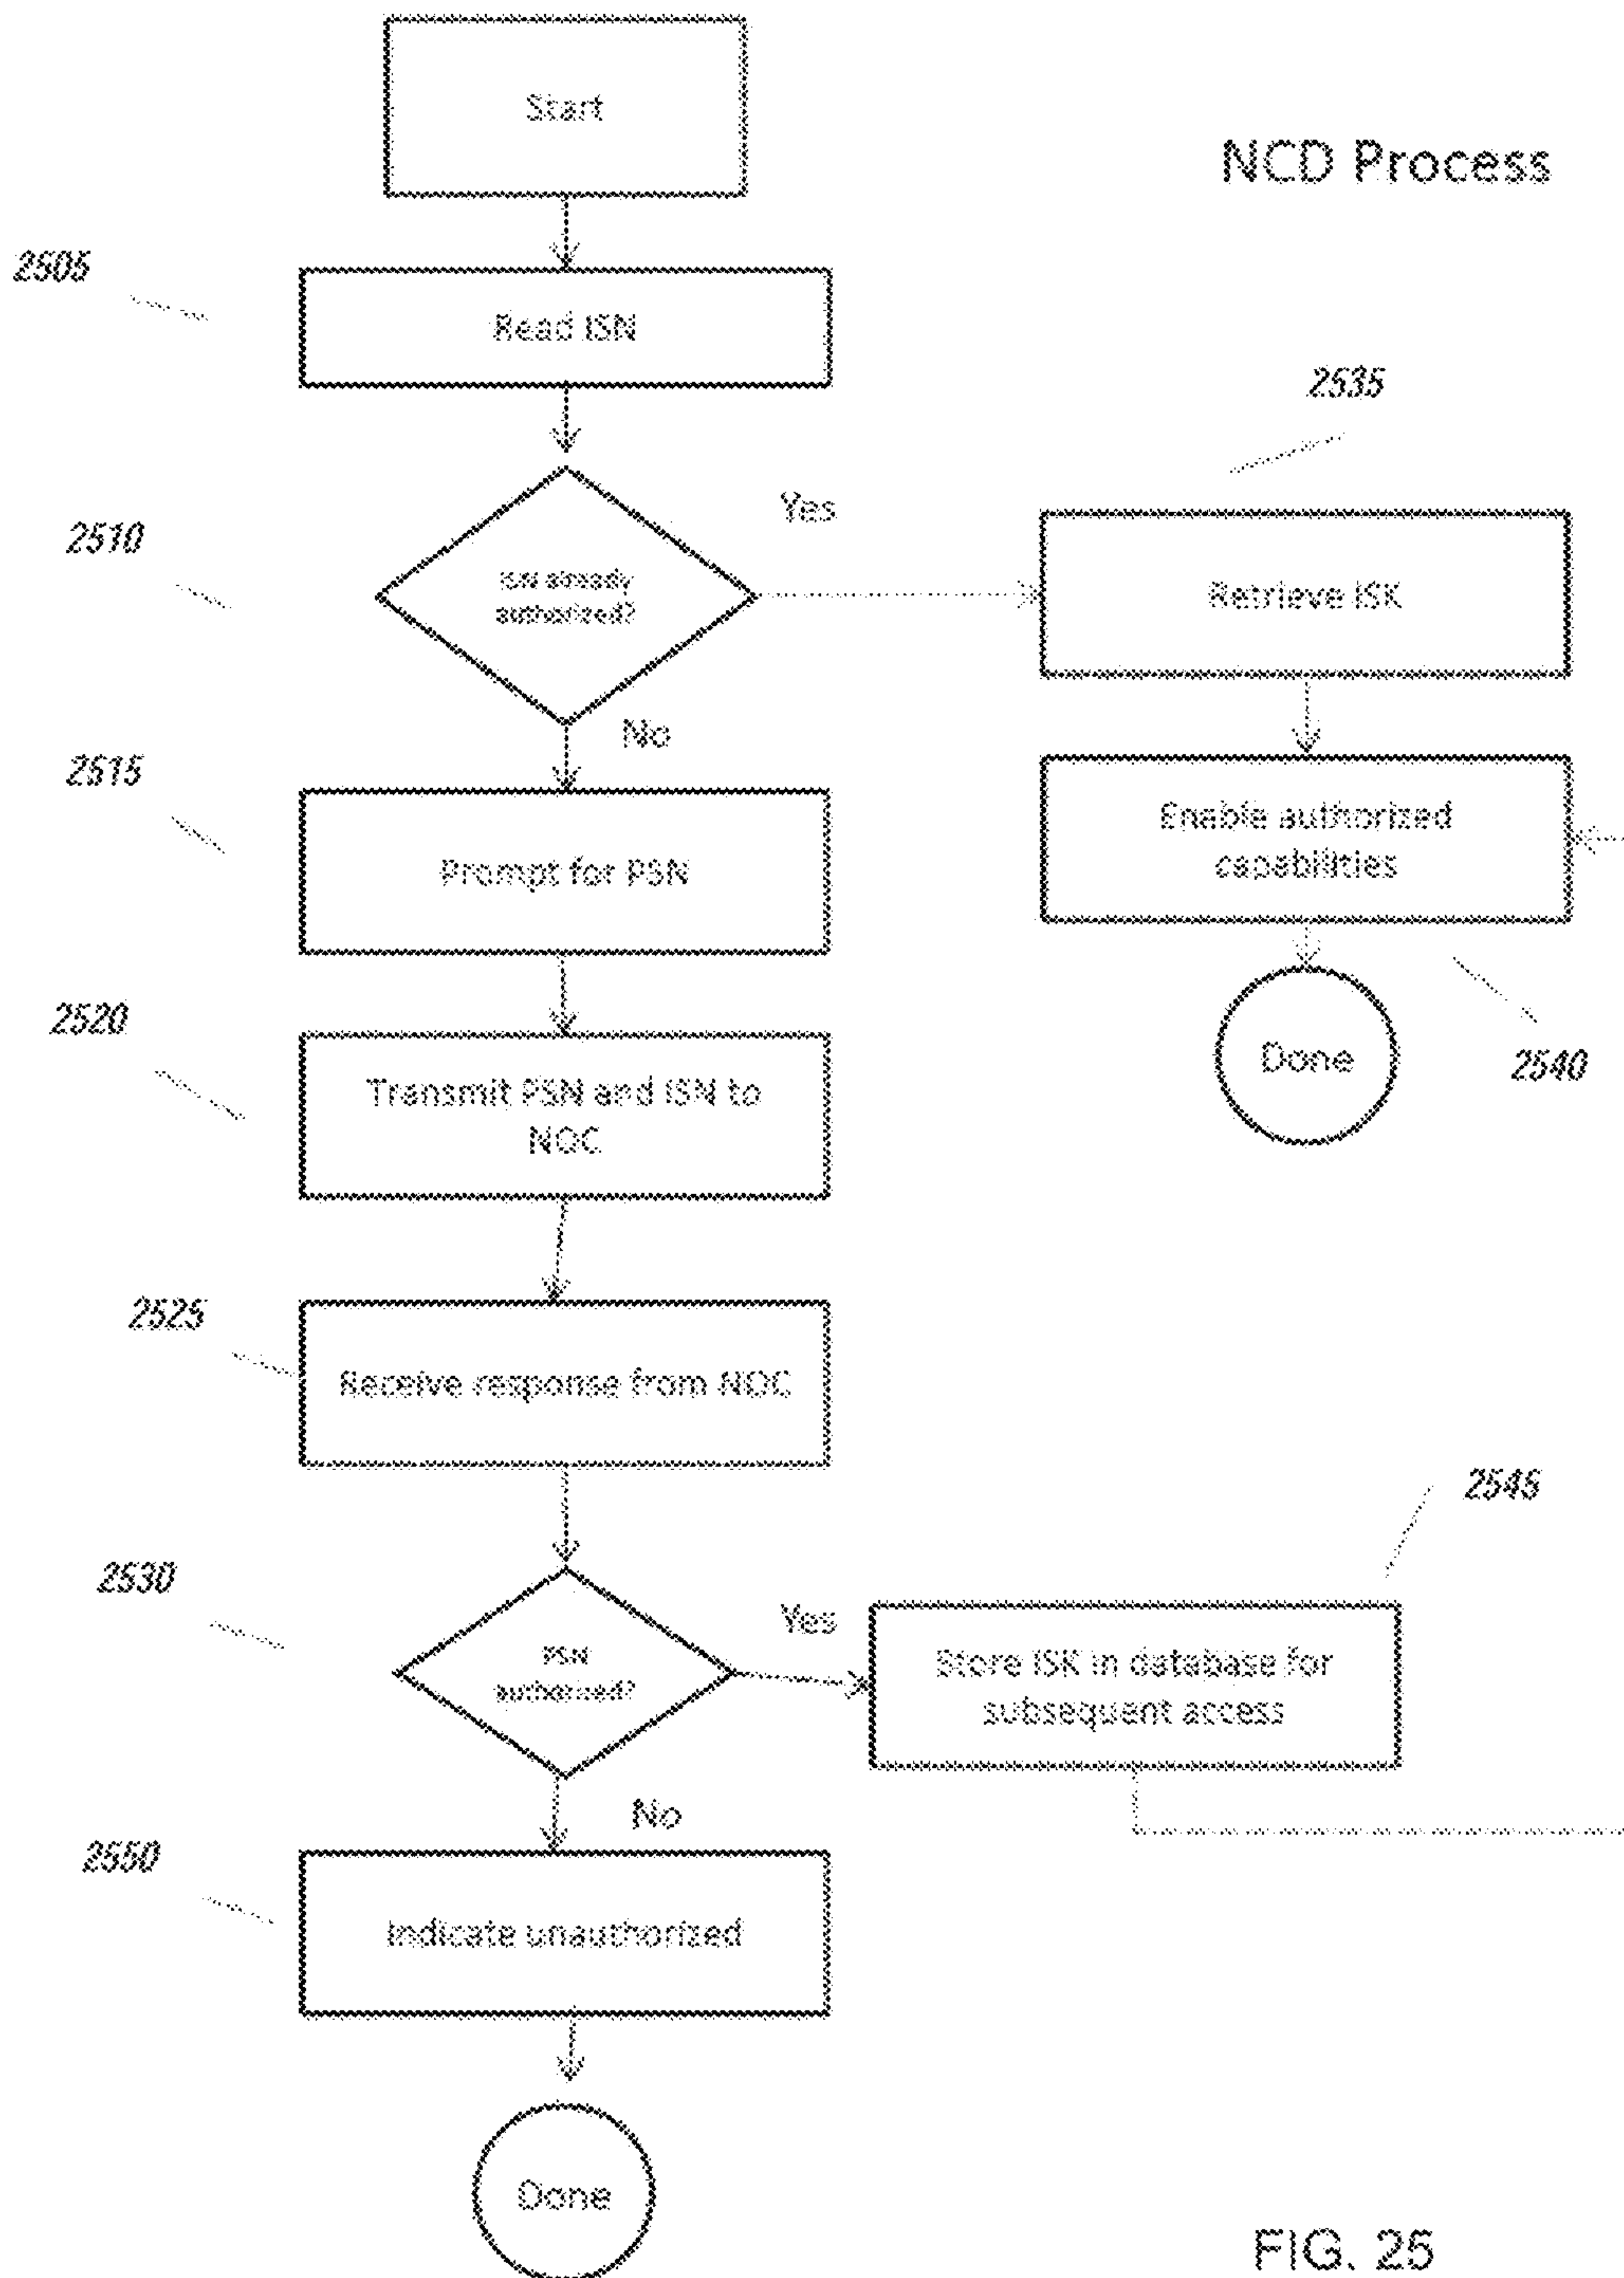 Start
NCD Process
2505
Read ISN
2535
2510
Yes
ISN already
authorized?
Retrieve ISK
No
2515
Prompt for PSN
Enable authorized
capabilities
2520
Transmit PSN and ISN to
NOC
Done
2540
2525
Receive response from NOC
2545
2530
Yes
PSN
authorized?
Store ISK in database for
subsequent access
No
2550
Indicate unauthorized
Done
FIG. 25